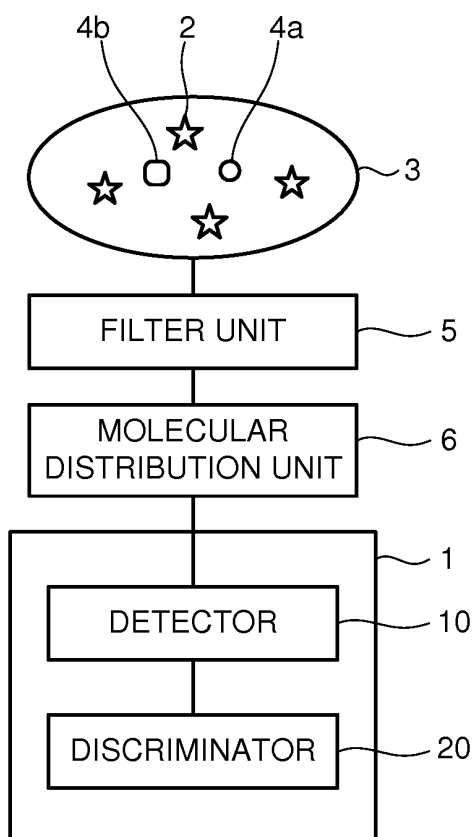 4b 2 4a
3
FILTER UNIT 5
MOLECULAR
DISTRIBUTION UNIT 6
1
DETECTOR 10
DISCRIMINATOR 20